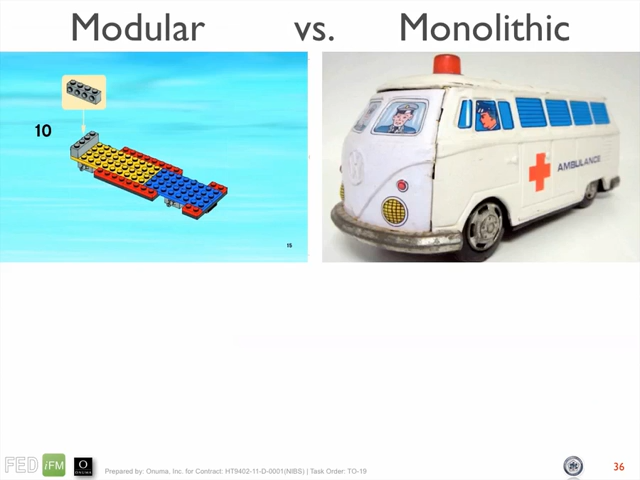 Modular vs. Monolithic
10
15
AMBULANCE
FED iFM O ONUMA Prepared by: Onuma, Inc. for Contract: HT9402-11-D-0001(NIBS) | Task Order: TO-19 36